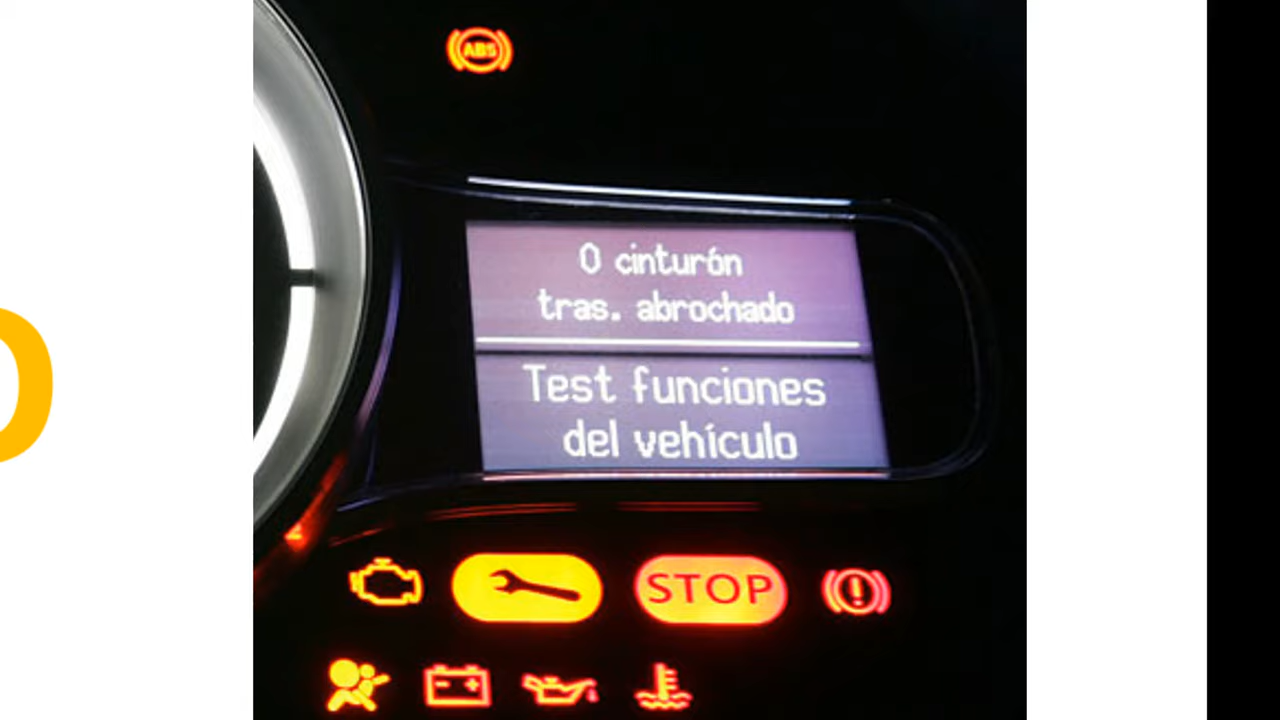 ABS
0 cinturón
tras. abrochado
Test funciones
del vehículo
STOP